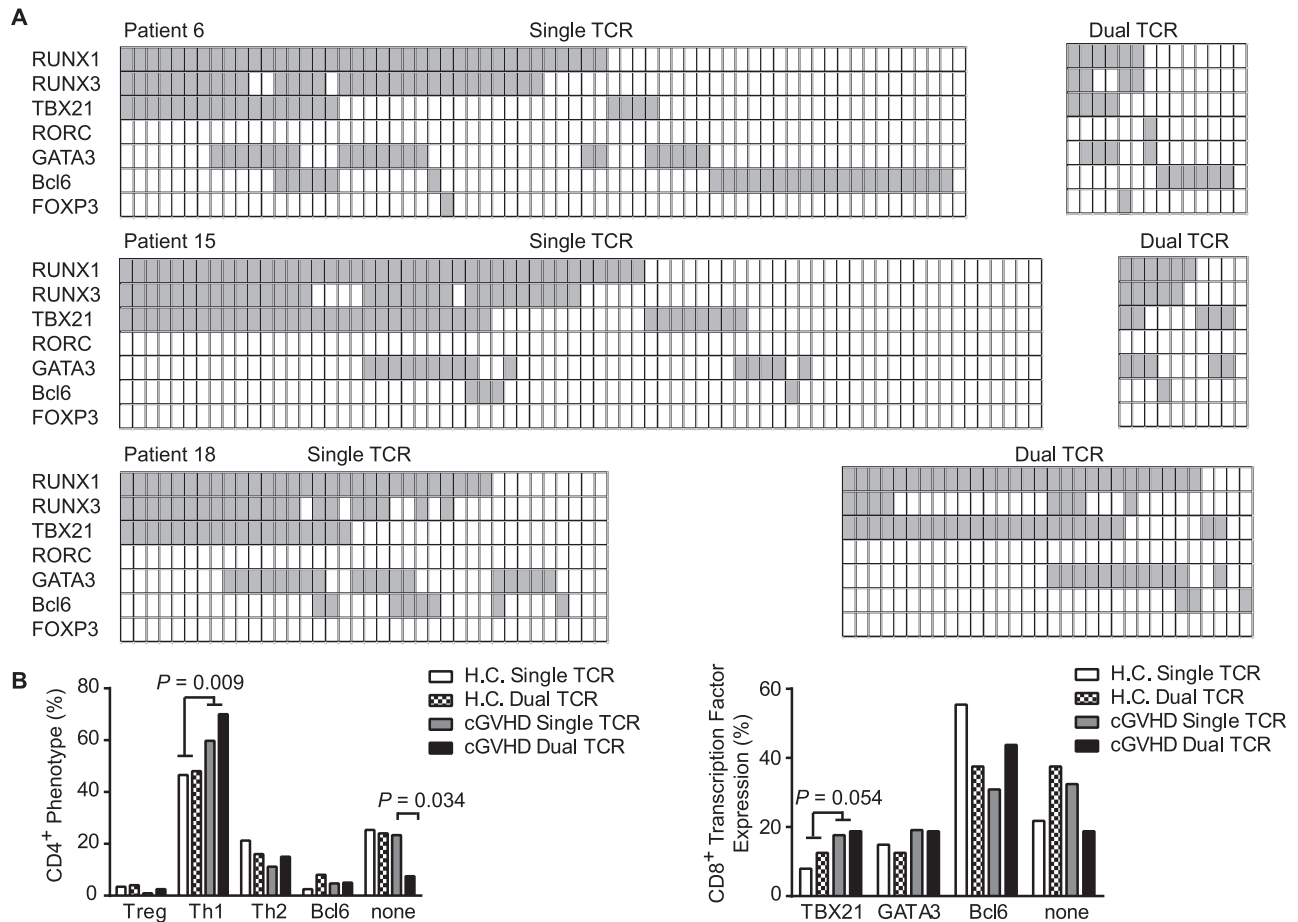 A
Patient 6 Single TCR Dual TCR
RUNX1
RUNX3
TBX21
RORC
GATA3
Bcl6
FOXP3
Patient 15 Single TCR Dual TCR
RUNX1
RUNX3
TBX21
RORC
GATA3
Bcl6
FOXP3
Patient 18 Single TCR Dual TCR
RUNX1
RUNX3
TBX21
RORC
GATA3
Bcl6
FOXP3
B
CD4+ Phenotype (%)
80
60
40
20
0
P = 0.009
P = 0.034
H.C. Single TCR
H.C. Dual TCR
cGVHD Single TCR
cGVHD Dual TCR
Treg Th1 Th2 Bcl6 none
CD8+ Transcription Factor
Expression (%)
60
40
20
0
P = 0.054
H.C. Single TCR
H.C. Dual TCR
cGVHD Single TCR
cGVHD Dual TCR
TBX21 GATA3 Bcl6 none